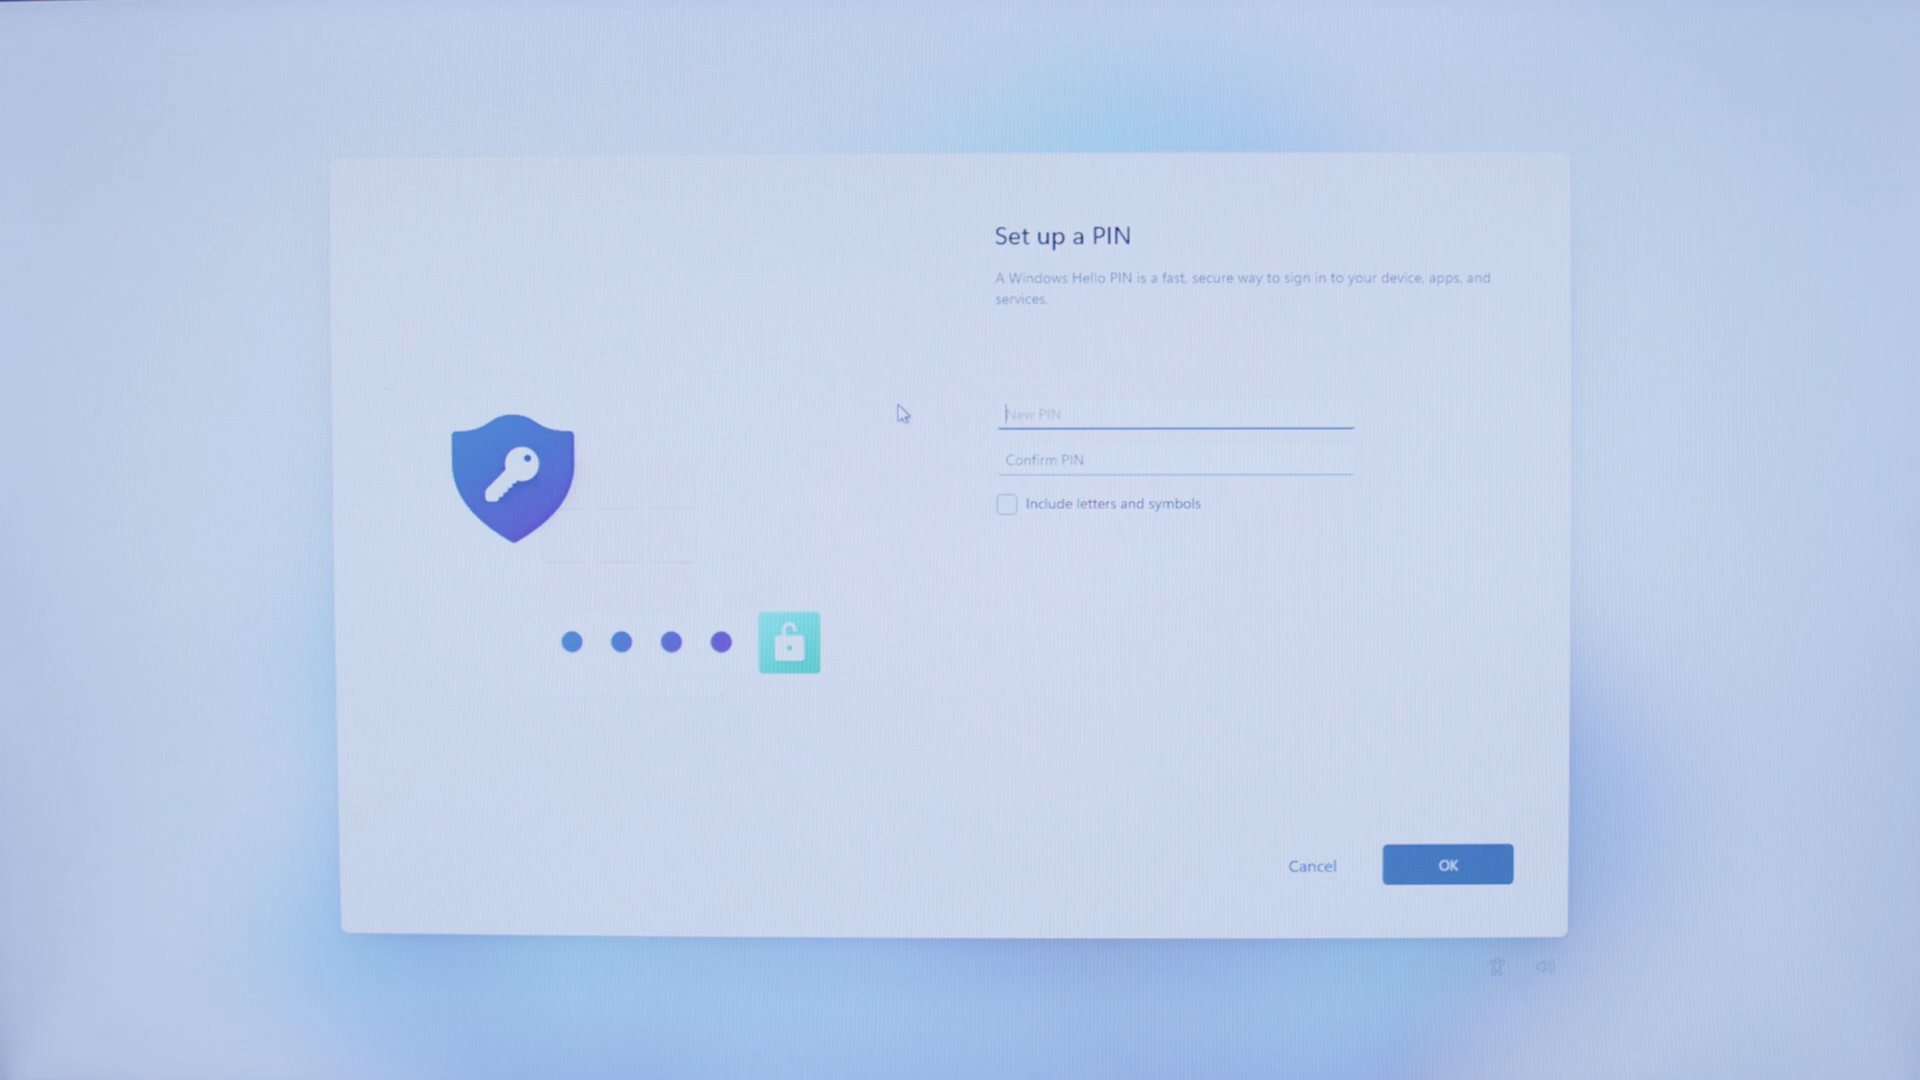 Set up a PIN
A Windows Hello PIN is a fast, secure way to sign in to your device, apps, and
services.
New PIN
Confirm PIN
Include letters and symbols
Cancel
OK